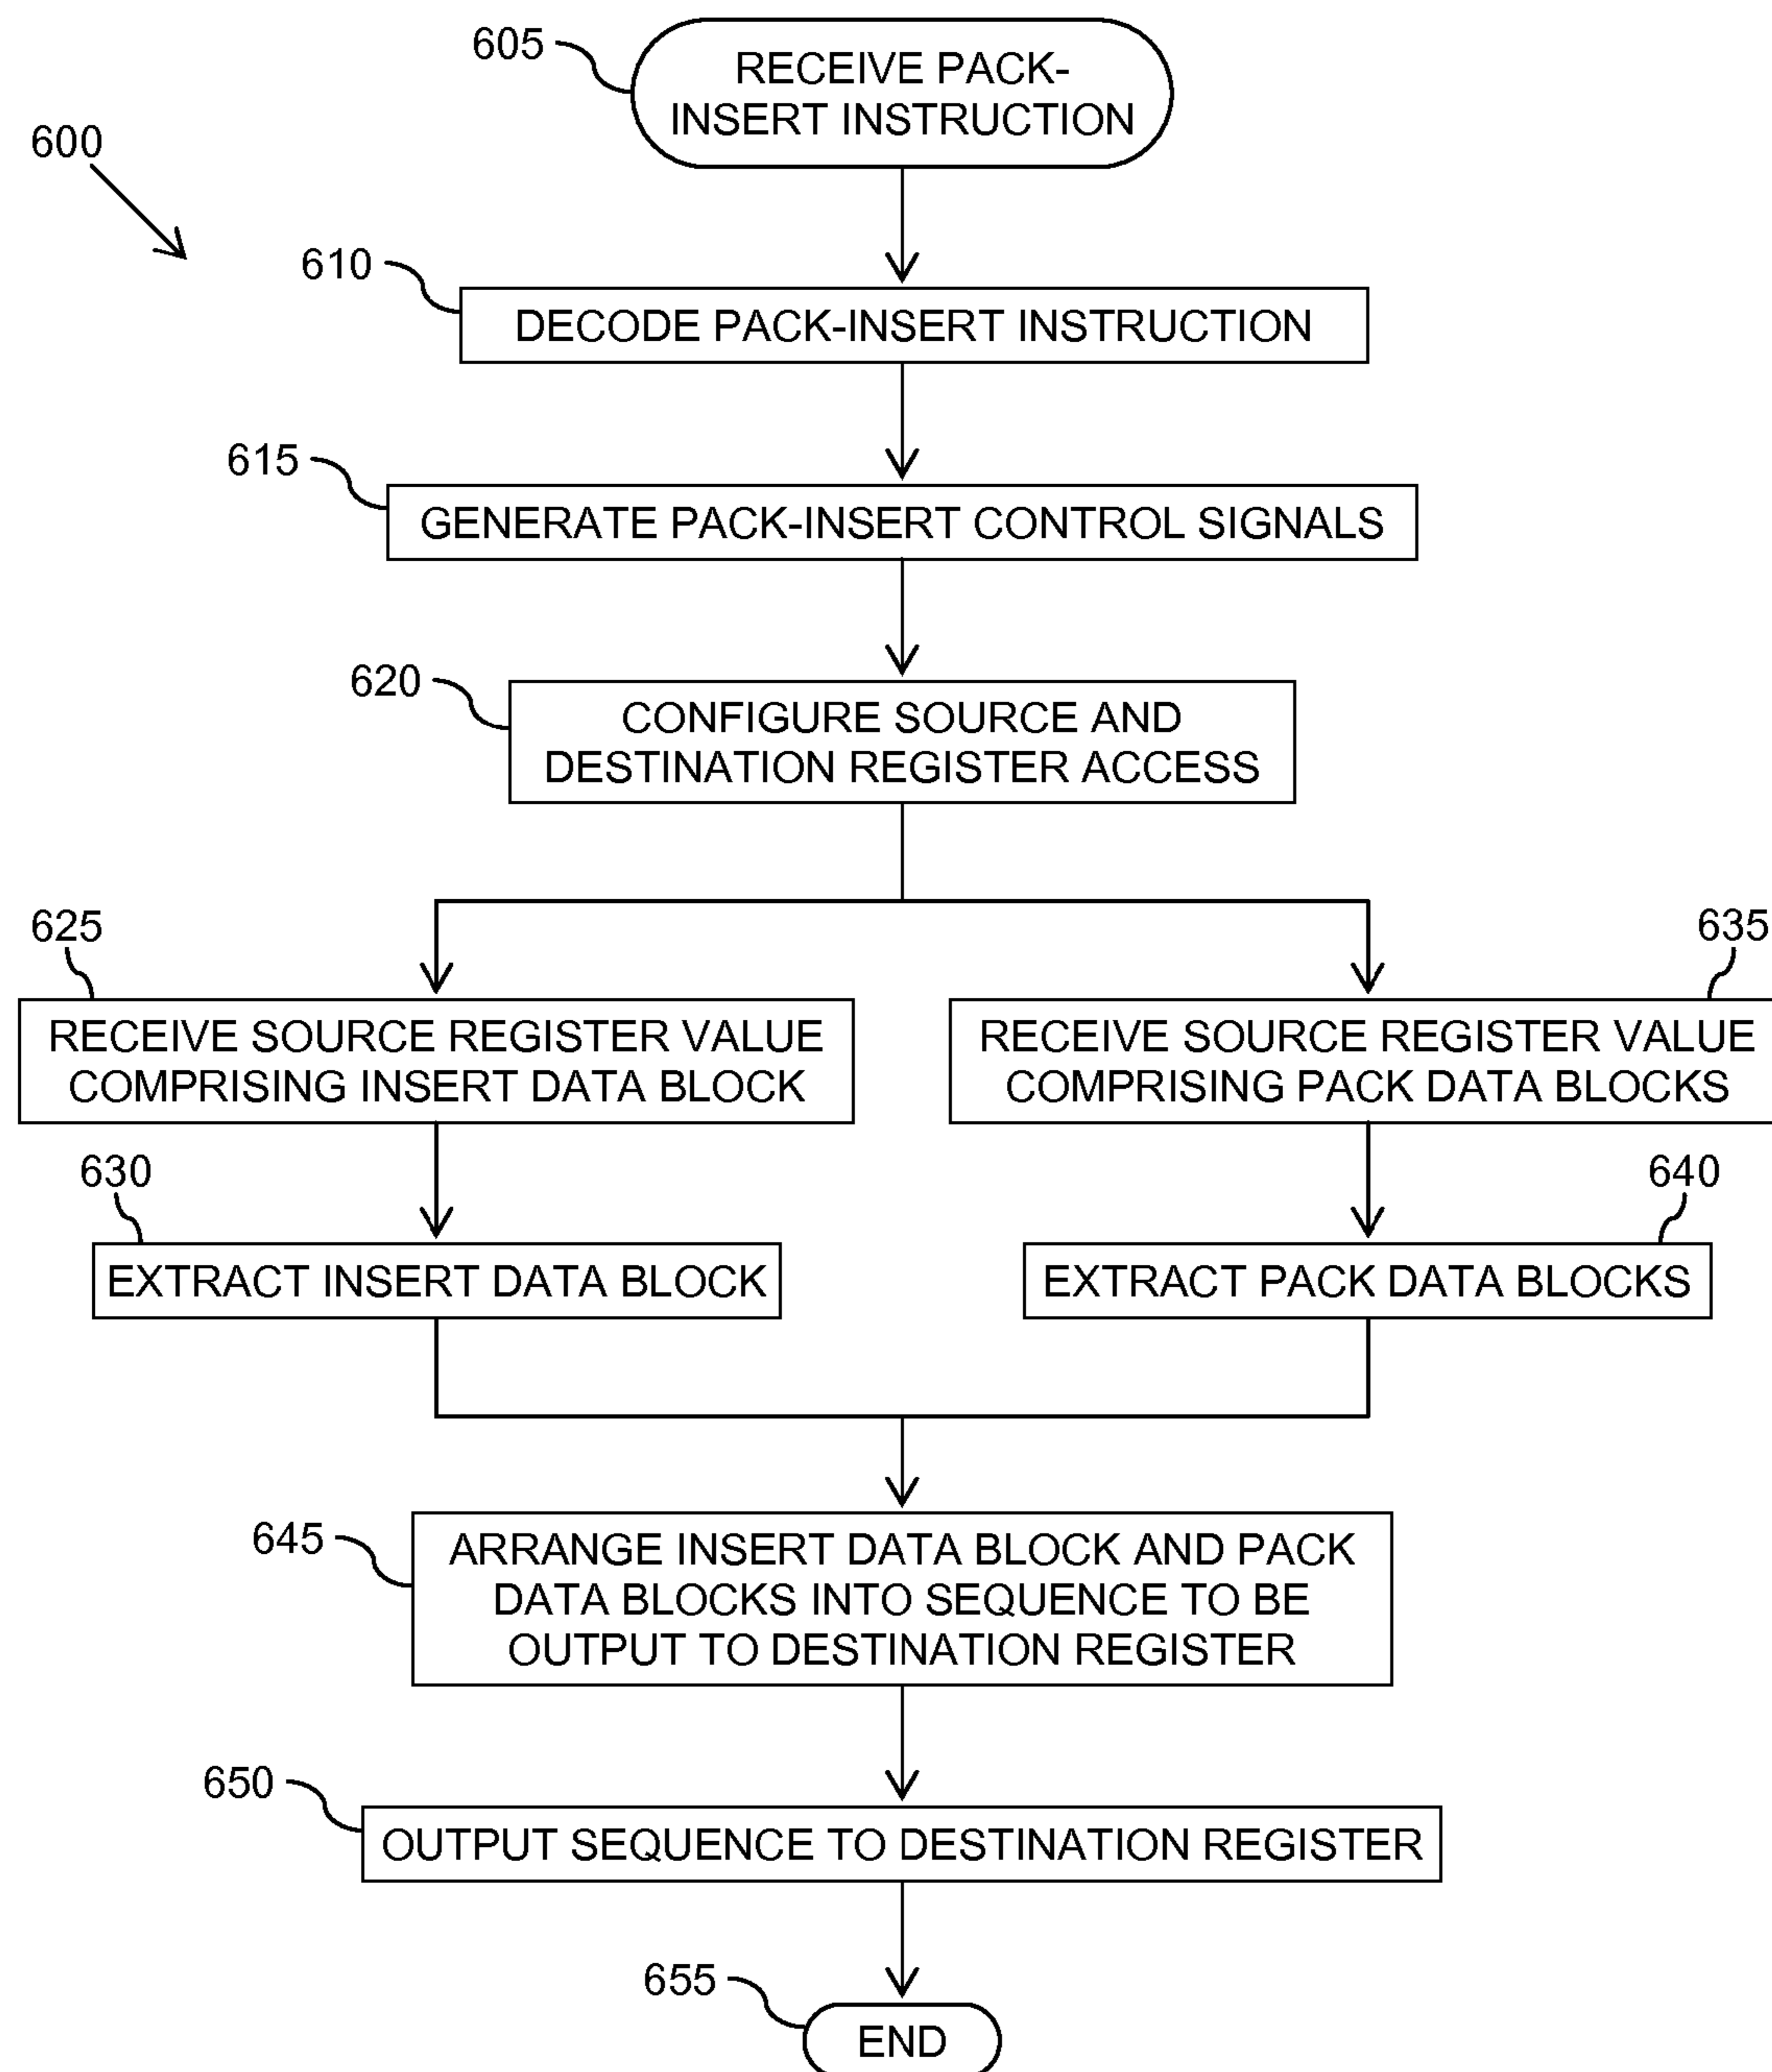 605
RECEIVE PACK-
INSERT INSTRUCTION
600
610
DECODE PACK-INSERT INSTRUCTION
615
GENERATE PACK-INSERT CONTROL SIGNALS
620
CONFIGURE SOURCE AND
DESTINATION REGISTER ACCESS
625
RECEIVE SOURCE REGISTER VALUE
COMPRISING INSERT DATA BLOCK
635
RECEIVE SOURCE REGISTER VALUE
COMPRISING PACK DATA BLOCKS
630
EXTRACT INSERT DATA BLOCK
640
EXTRACT PACK DATA BLOCKS
645
ARRANGE INSERT DATA BLOCK AND PACK
DATA BLOCKS INTO SEQUENCE TO BE
OUTPUT TO DESTINATION REGISTER
650
OUTPUT SEQUENCE TO DESTINATION REGISTER
655
END